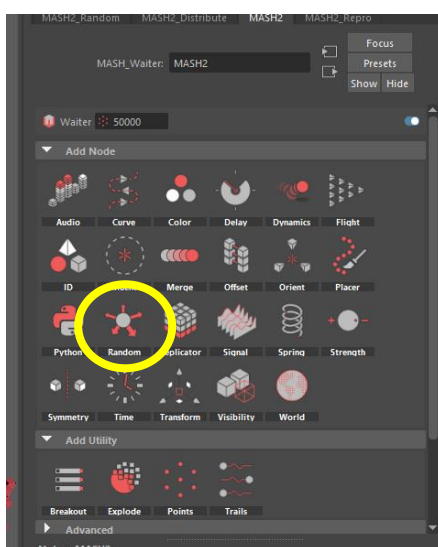 MASH2_Random MASH2_Distribute MASH2 MASH2_Repro
Focus
MASH_Waiter: MASH2
Presets
Show Hide
Waiter 50000
Add Node
Audio Curve Color Delay Dynamics Flight
ID Merge Offset Orient Placer
Python Random Replicator Signal Spring Strength
Symmetry Time Transform Visibility World
Add Utility
Breakout Explode Points Trails
Advanced